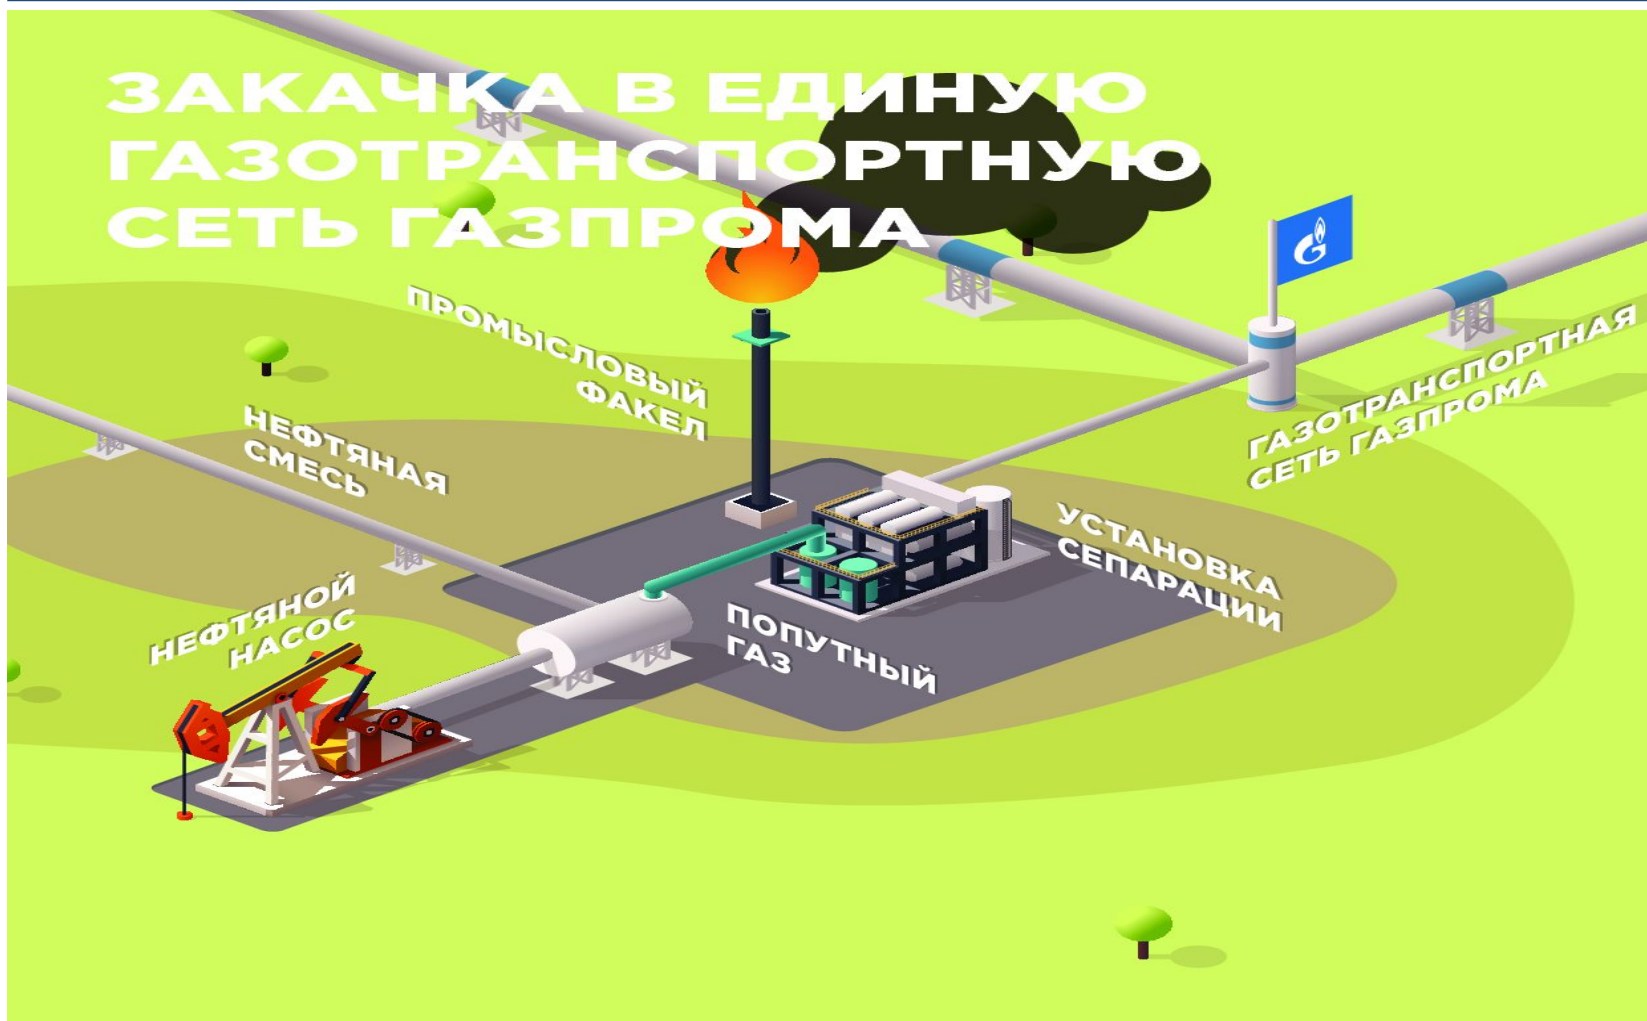 ЗАКАЧКА В ЕДИНУЮ
ГАЗОТРАНСПОРТНУЮ
СЕТЬ ГАЗПРОМА
ПРОМЫСЛОВЫЙ
ФАКЕЛ
НЕФТЯНАЯ
СМЕСЬ
ГАЗОТРАНСПОРТНАЯ
СЕТЬ ГАЗПРОМА
УСТАНОВКА
СЕПАРАЦИИ
НЕФТЯНОЙ
НАСОС
ПОПУТНЫЙ
ГАЗ